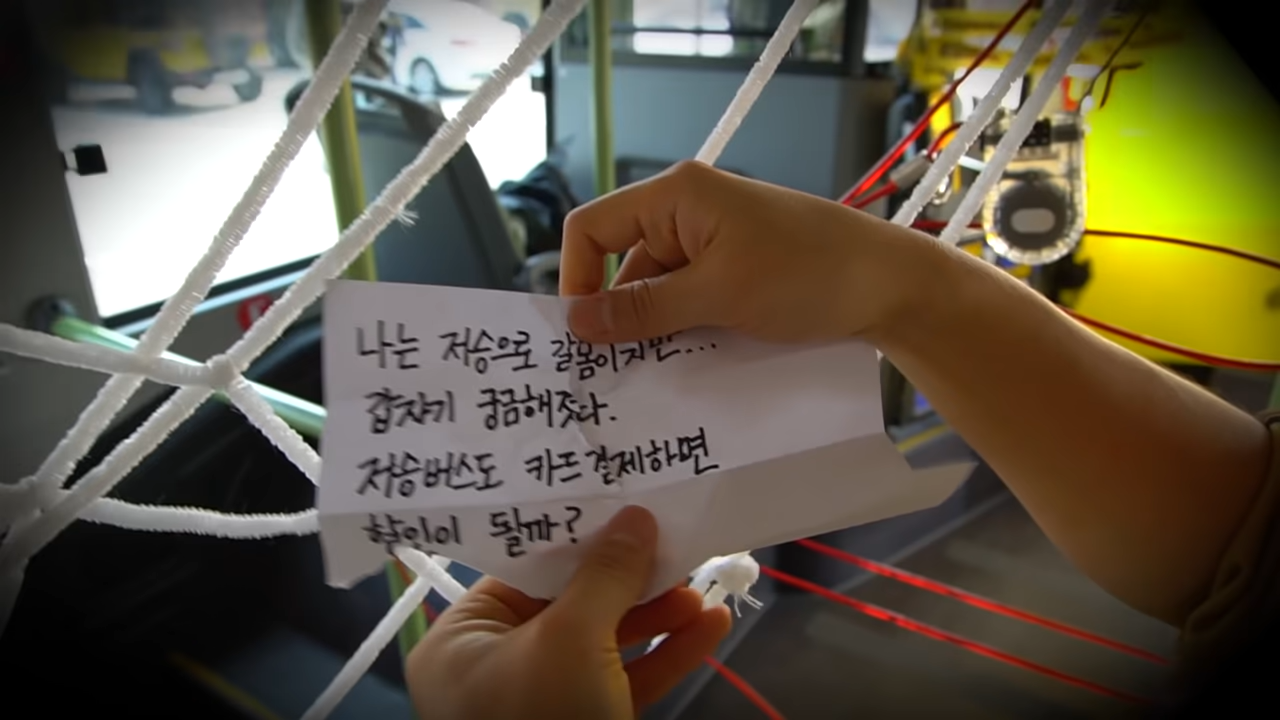 나는 저승으로 갈몸이지만...
갑자기 궁금해졋다.
저승버스도 카드결제하면
할인이 될까?